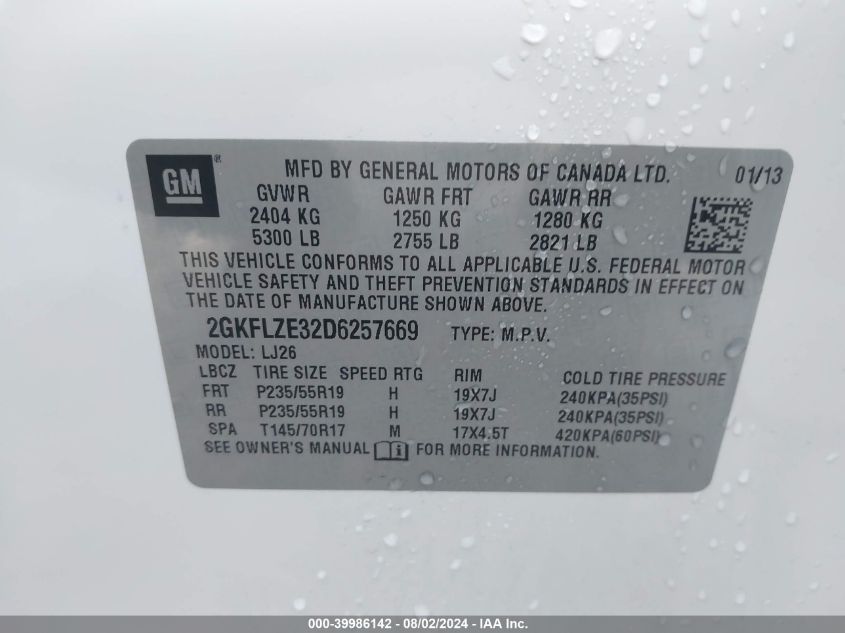 GM®
MFD BY GENERAL MOTORS OF CANADA LTD. 01/13
GVWR GAWR FRT GAWR RR
2404 KG 1250 KG 1280 KG
5300 LB 2755 LB 2821 LB
THIS VEHICLE CONFORMS TO ALL APPLICABLE U.S. FEDERAL MOTOR
VEHICLE SAFETY AND THEFT PREVENTION STANDARDS IN EFFECT ON
THE DATE OF MANUFACTURE SHOWN ABOVE.
2GKFLZE32D6257669 TYPE: M.P.V.
MODEL: LJ26
LBCZ TIRE SIZE SPEED RTG RIM COLD TIRE PRESSURE
FRT P235/55R19 H 19X7J 240KPA(35PSI)
RR P235/55R19 H 19X7J 240KPA(35PSI)
SPA T145/70R17 M 17X4.5T 420KPA(60PSI)
SEE OWNER'S MANUAL i FOR MORE INFORMATION.
000-39986142 - 08/02/2024 - IAA Inc.